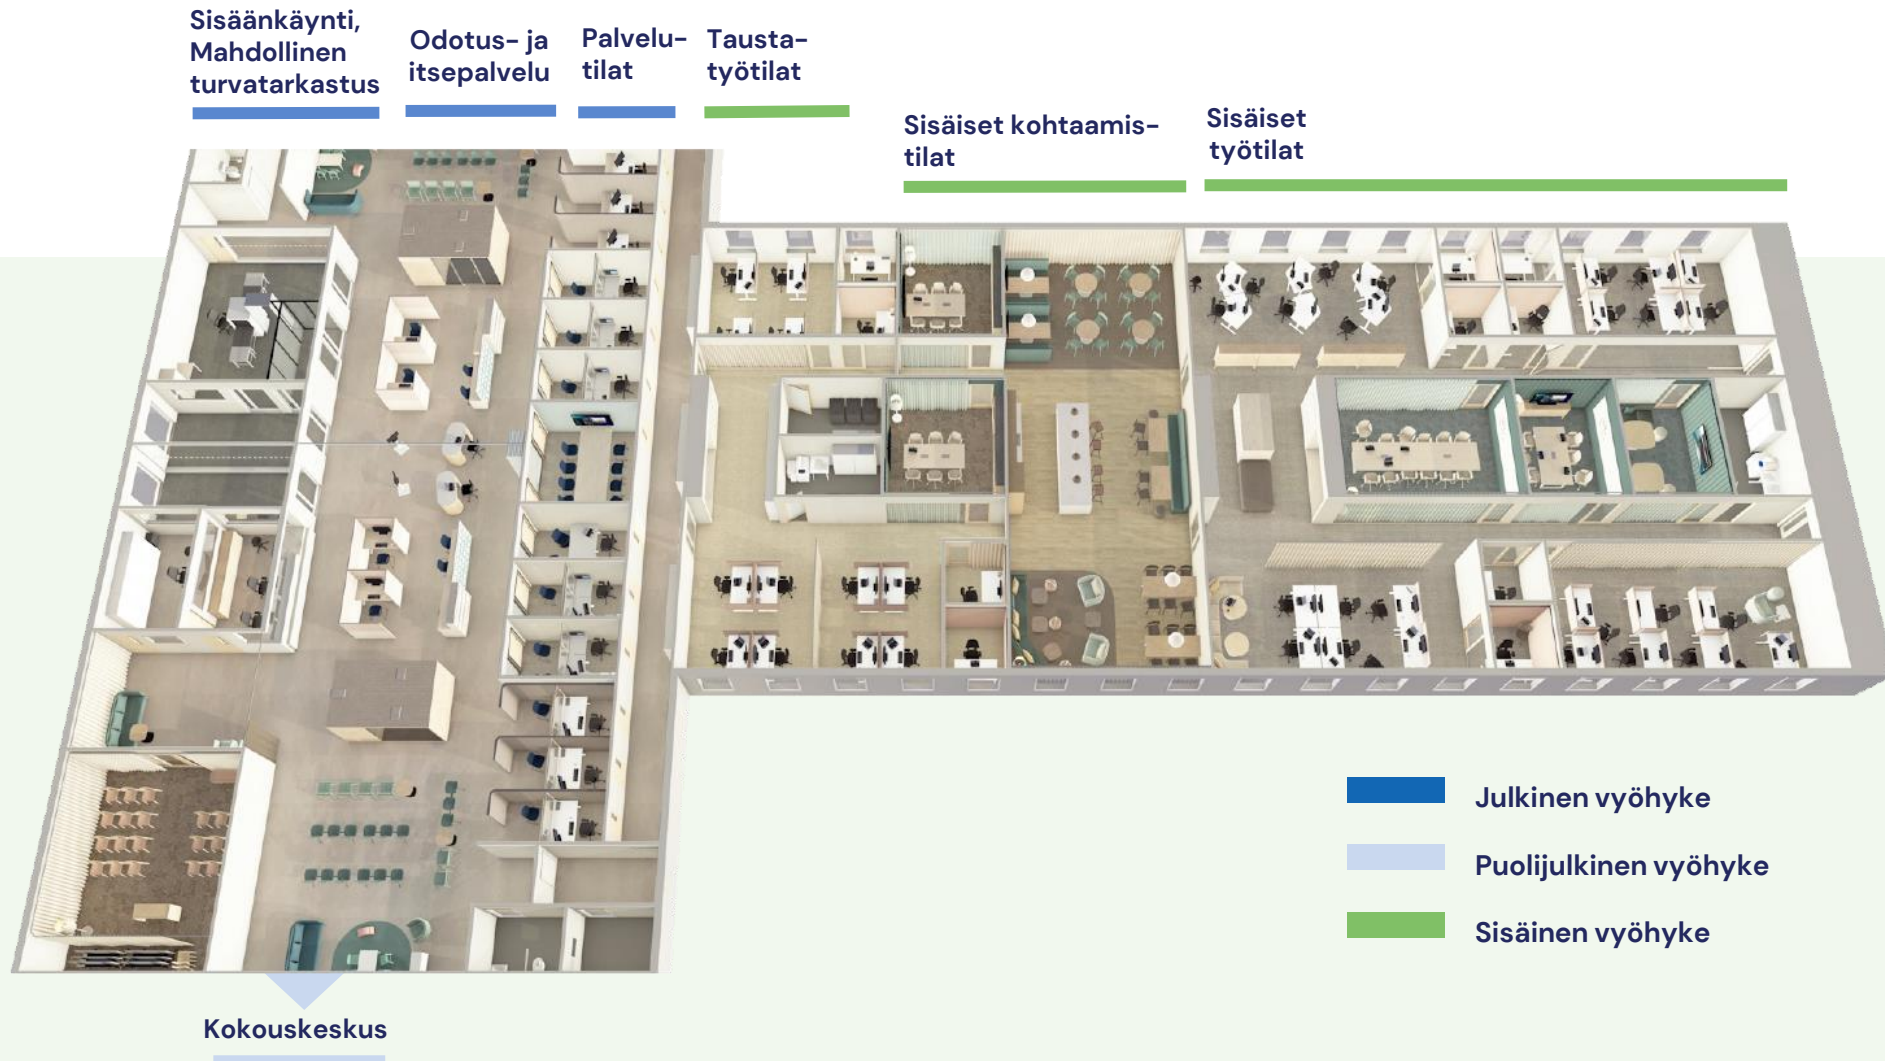 Sisäänkäynti,
Mahdollinen
turvatarkastus
Odotus- ja
itsepalvelu
Palvelu-
tilat
Tausta-
työtilat
Sisäiset kohtaamis-
tilat
Sisäiset
työtilat
Julkinen vyöhyke
Puolijulkinen vyöhyke
Sisäinen vyöhyke
Kokouskeskus